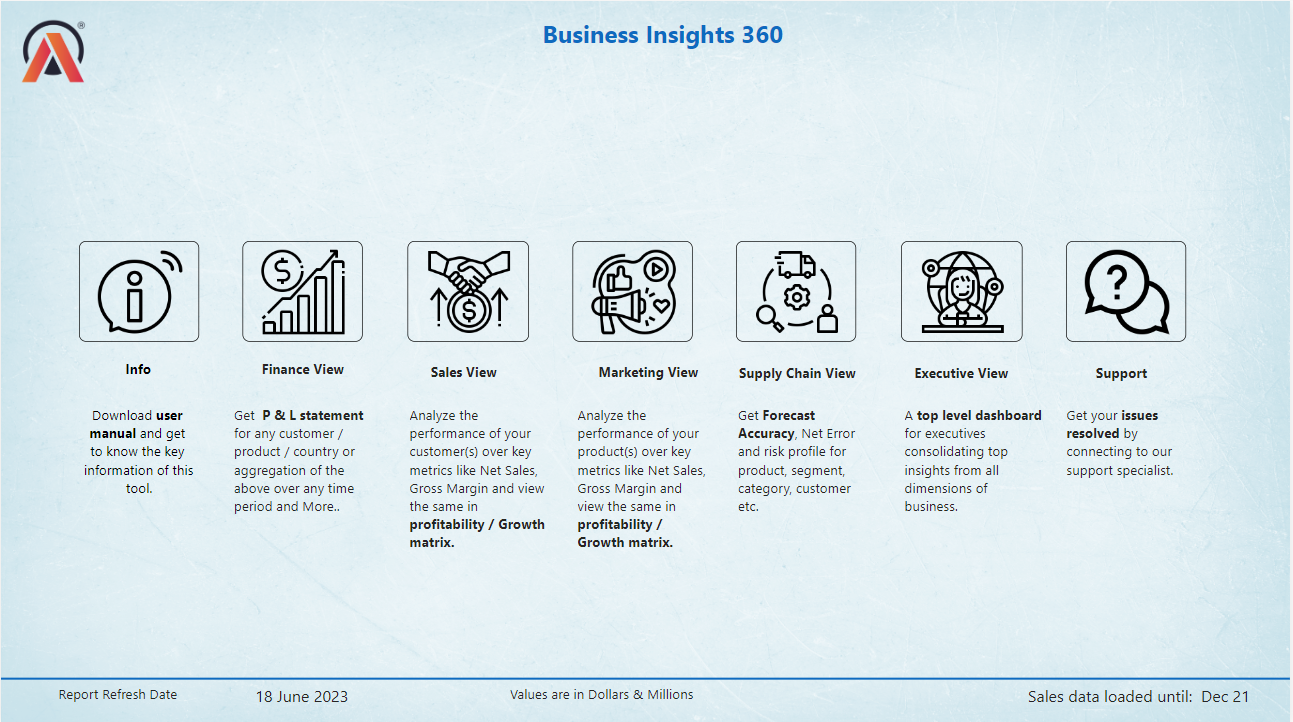 ®
Business Insights 360
Info
Download user
manual and get
to know the key
information of this
tool.
Finance View
Get P & L statement
for any customer /
product / country or
aggregation of the
above over any time
period and More..
Sales View
Analyze the
performance of your
customer(s) over key
metrics like Net Sales,
Gross Margin and view
the same in
profitability / Growth
matrix.
Marketing View
Analyze the
performance of your
product(s) over key
metrics like Net Sales,
Gross Margin and
view the same in
profitability /
Growth matrix.
Supply Chain View
Get Forecast
Accuracy, Net Error
and risk profile for
product, segment,
category, customer
etc.
Executive View
A top level dashboard
for executives
consolidating top
insights from all
dimensions of
business.
Support
Get your issues
resolved by
connecting to our
support specialist.
Report Refresh Date
18 June 2023
Values are in Dollars & Millions
Sales data loaded until: Dec 21